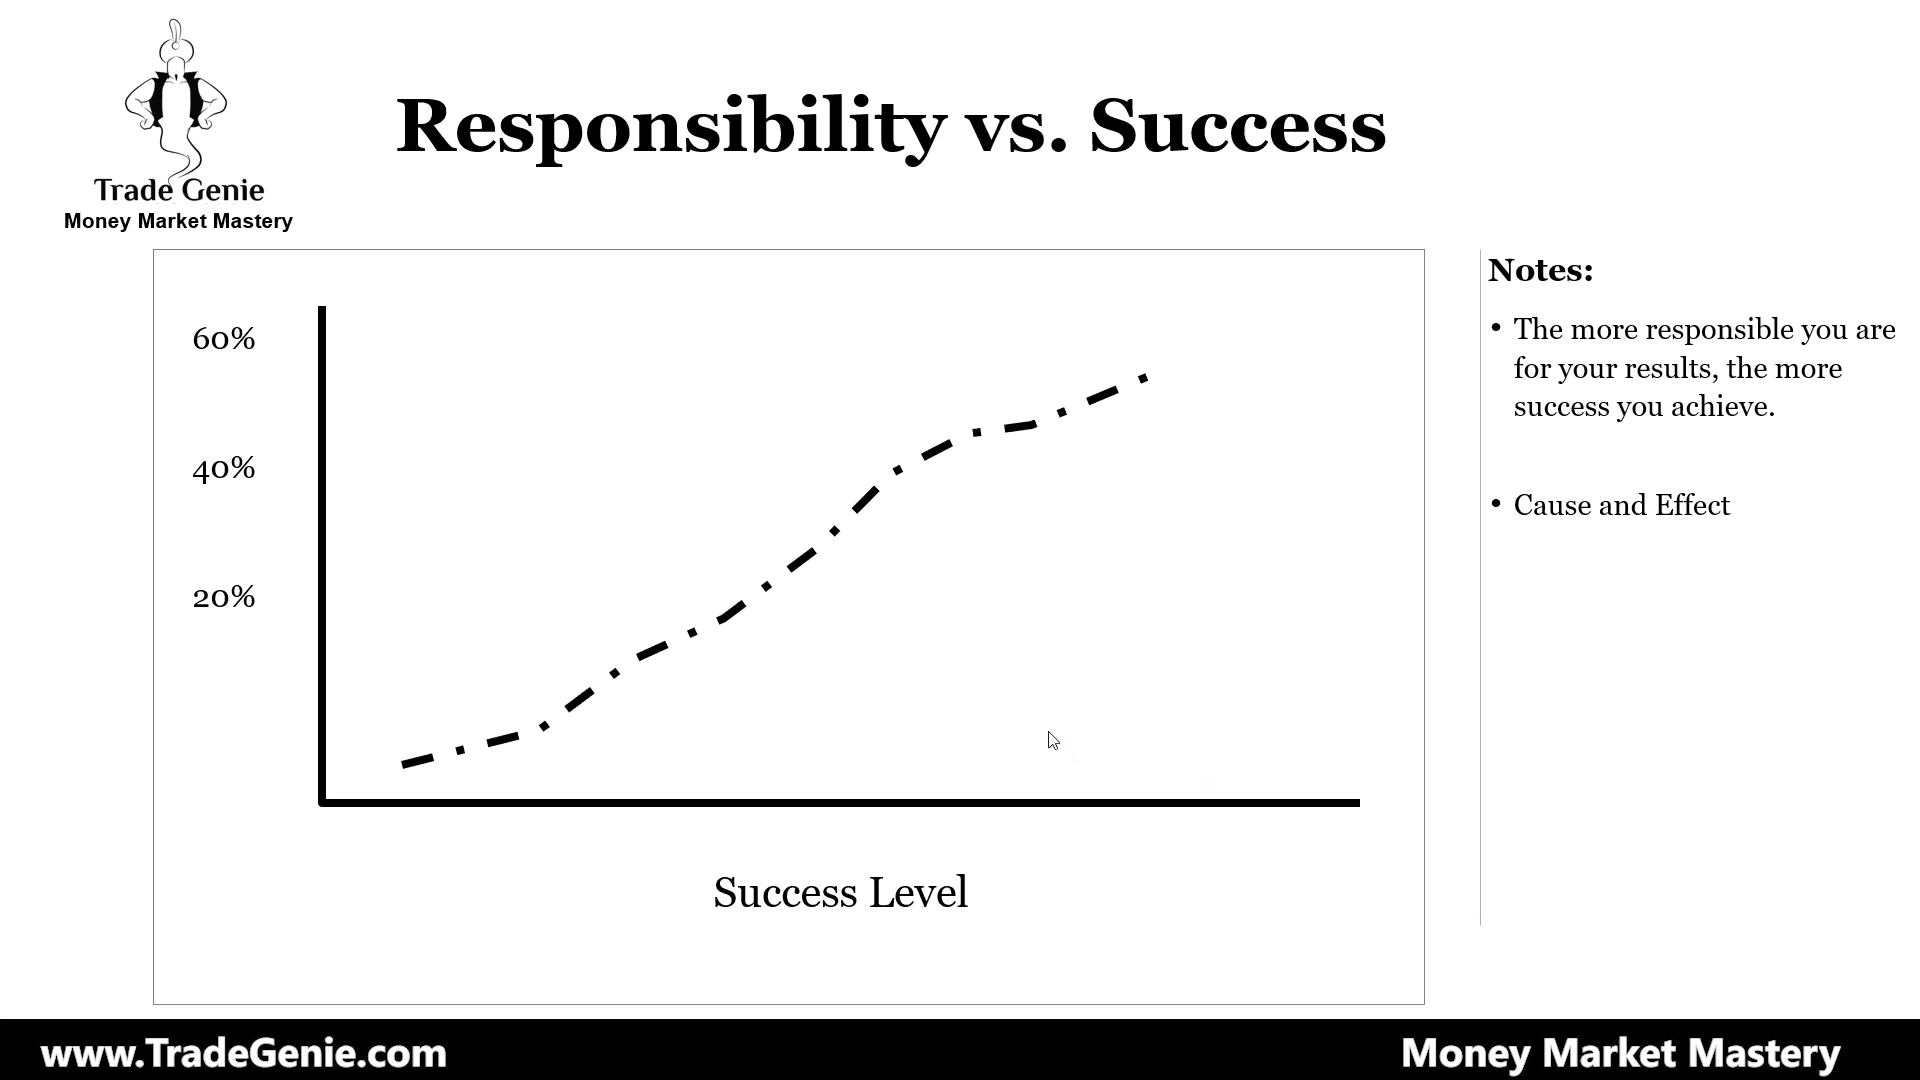 Responsibility vs. Success
Trade Genie
Money Market Mastery
60%
40%
20%
Success Level
Notes:
• The more responsible you are
for your results, the more
success you achieve.
• Cause and Effect
www.TradeGenie.com
Money Market Mastery